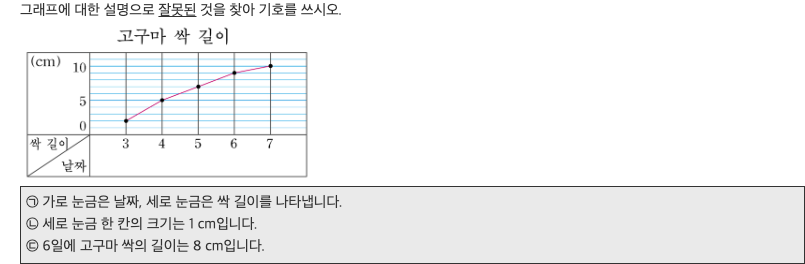 그래프에 대한 설명으로 잘못된 것을 찾아 기호를 쓰시오.
고구마 싹 길이
(cm)
10
5
0
싹 길이
날짜
3 4 5 6 7
㉠ 가로 눈금은 날짜, 세로 눈금은 싹 길이를 나타냅니다.
㉡ 세로 눈금 한 칸의 크기는 1 cm입니다.
㉢ 6일에 고구마 싹의 길이는 8 cm입니다.